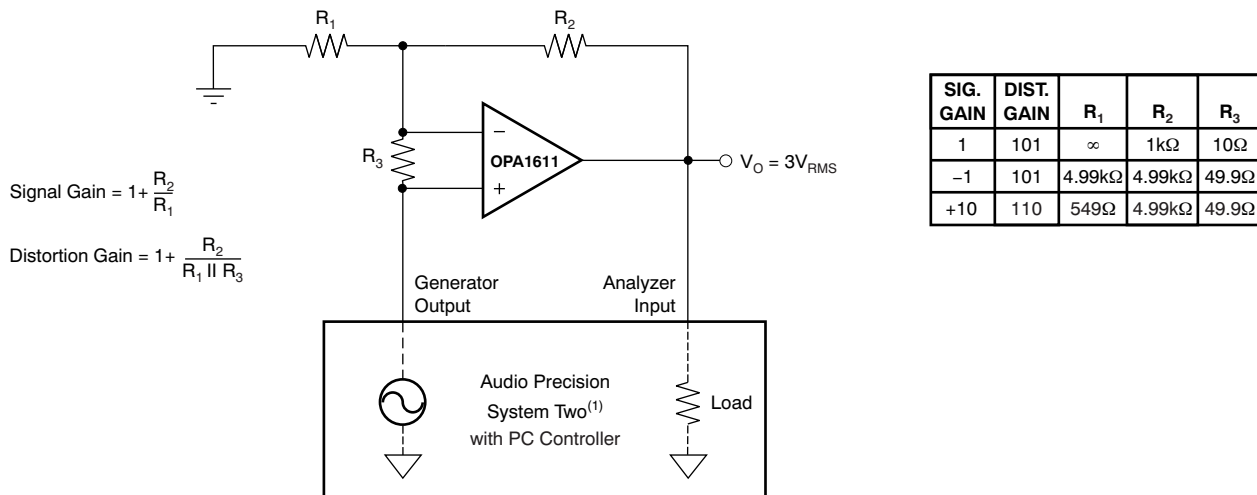 R1
R2
R3
−
OPA1611
+
VO = 3VRMS
Signal Gain = 1+ R2
R1
Distortion Gain = 1+ R2
R1 II R3
Generator
Output
Analyzer
Input
Audio Precision
System Two(1)
with PC Controller
Load
SIG. GAIN DIST. GAIN R1 R2 R3
1 101 ∞ 1kΩ 10Ω
−1 101 4.99kΩ 4.99kΩ 49.9Ω
+10 110 549Ω 4.99kΩ 49.9Ω